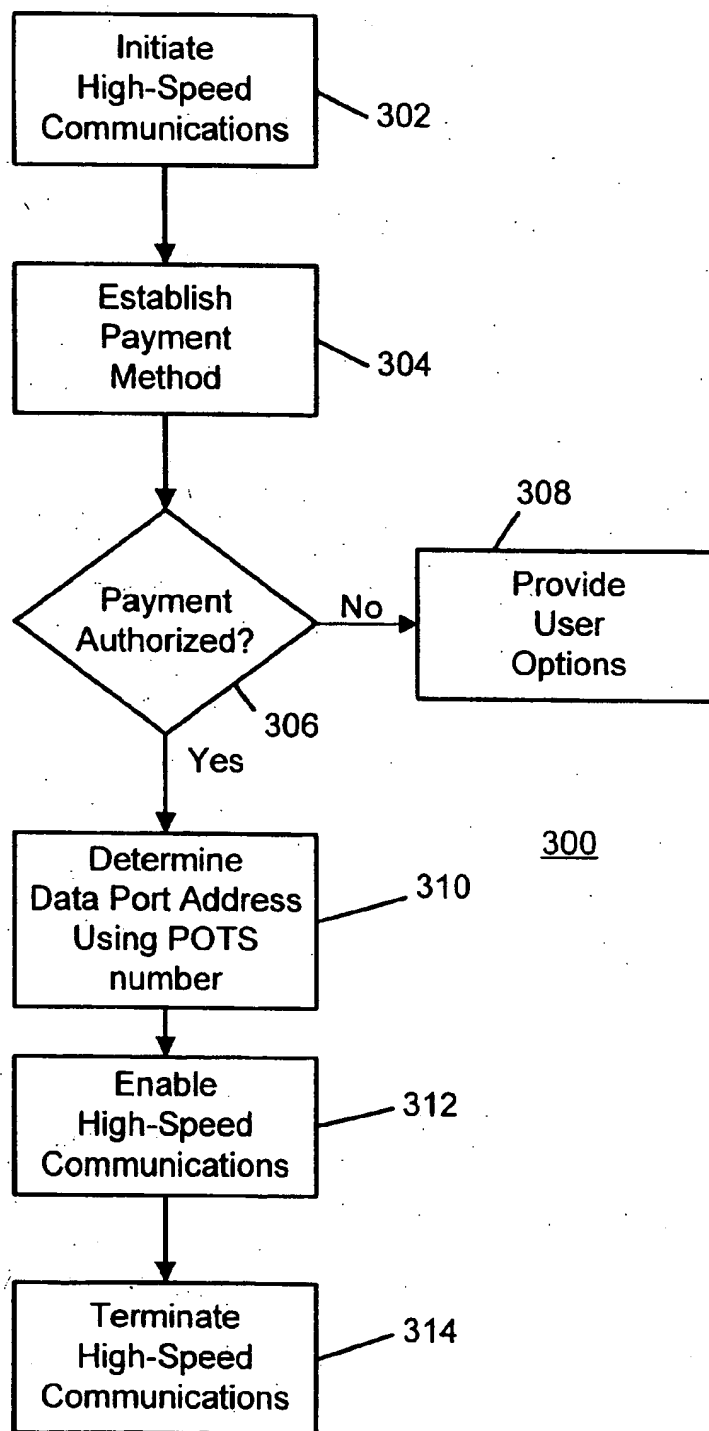 Initiate
High-Speed
Communications
302
Establish
Payment
Method
304
308
Payment
Authorized?
No
Provide
User
Options
306
Yes
300
Determine
Data Port Address
Using POTS
number
310
Enable
High-Speed
Communications
312
Terminate
High-Speed
Communications
314